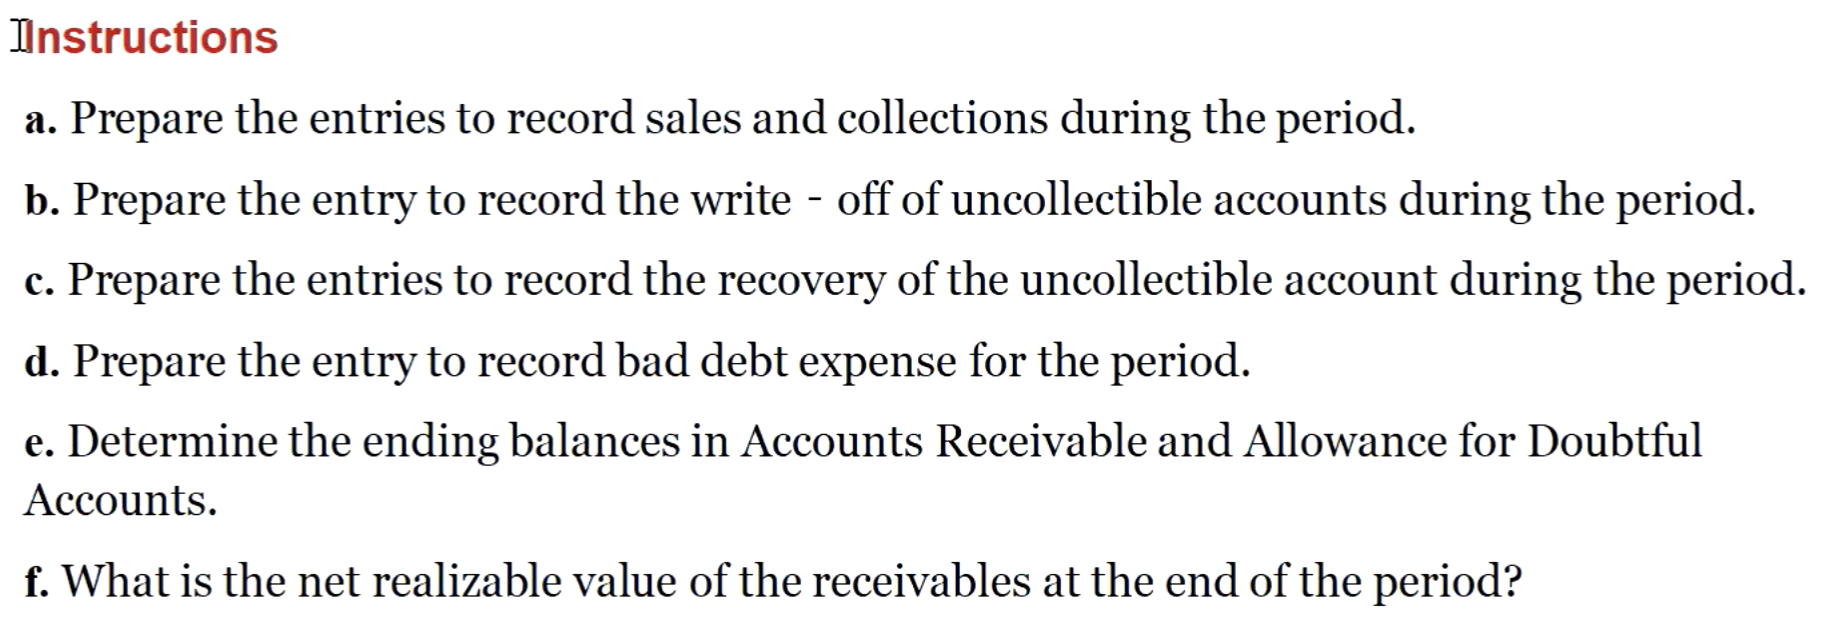 Instructions
a. Prepare the entries to record sales and collections during the period.
b. Prepare the entry to record the write - off of uncollectible accounts during the period.
c. Prepare the entries to record the recovery of the uncollectible account during the period.
d. Prepare the entry to record bad debt expense for the period.
e. Determine the ending balances in Accounts Receivable and Allowance for Doubtful
Accounts.
f. What is the net realizable value of the receivables at the end of the period?